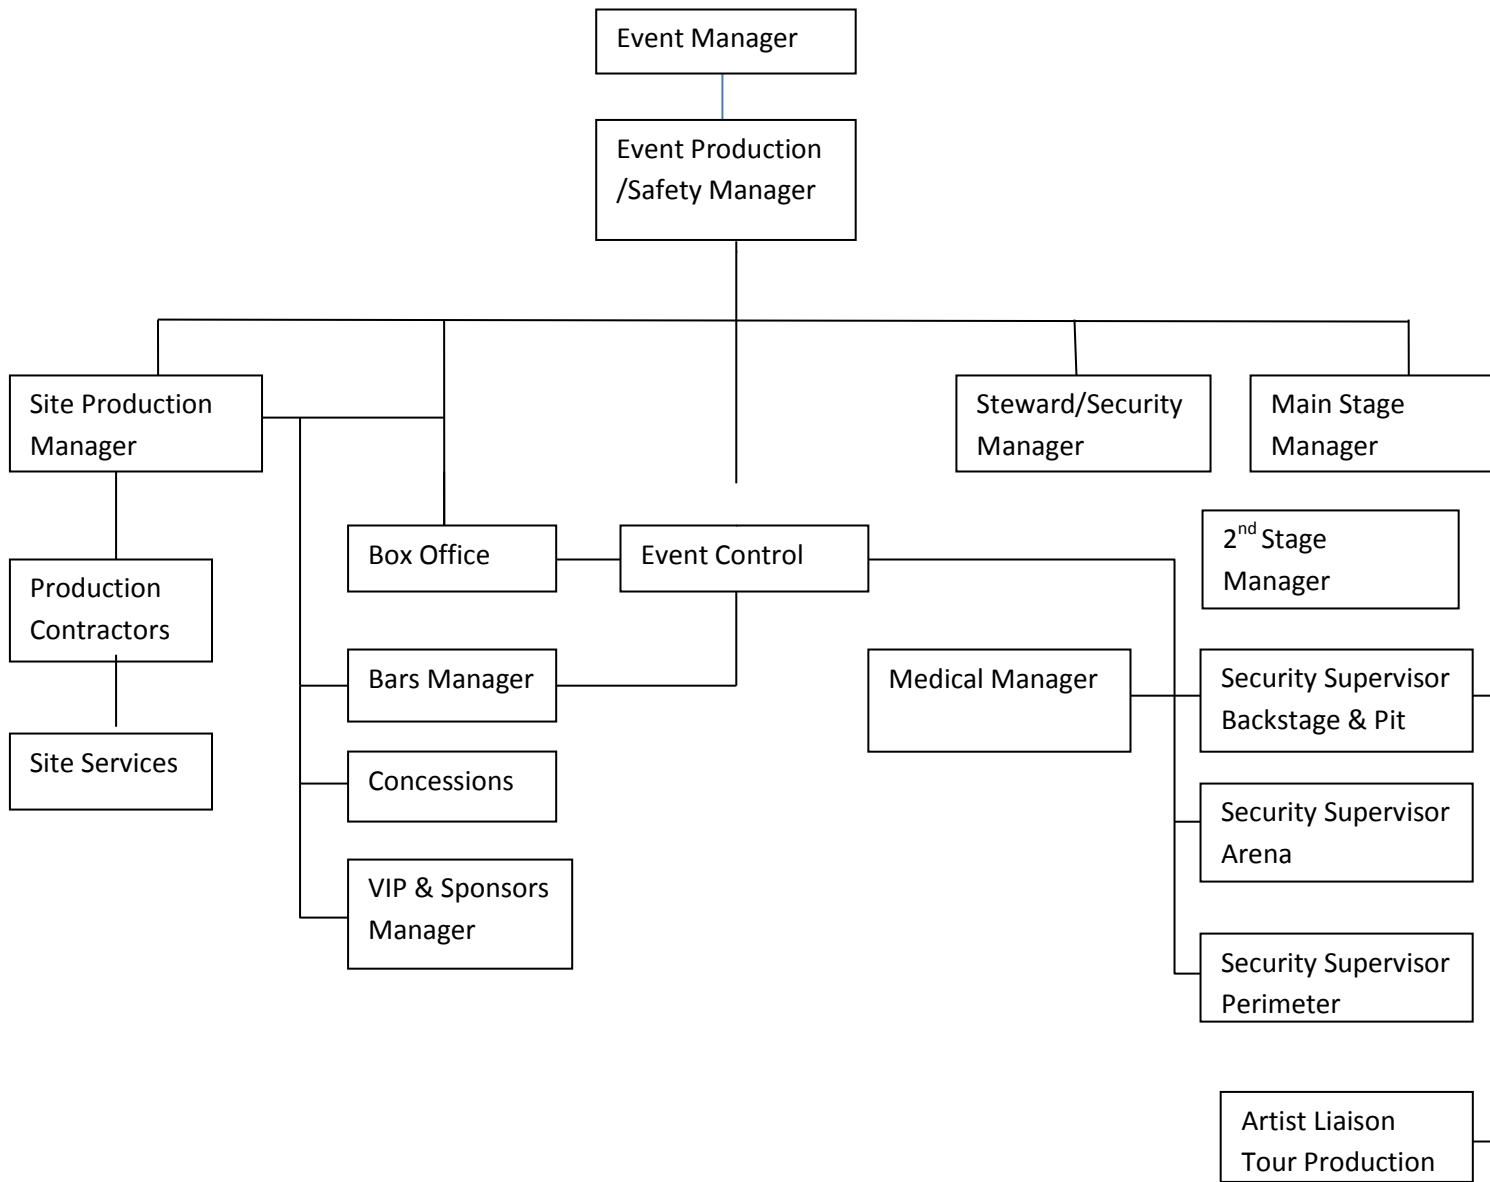 Event Manager
Event Production
/Safety Manager
Site Production
Manager
Steward/Security
Manager
Main Stage
Manager
Box Office
Event Control
2nd Stage
Manager
Production
Contractors
Bars Manager
Medical Manager
Security Supervisor
Backstage & Pit
Site Services
Concessions
Security Supervisor
Arena
VIP & Sponsors
Manager
Security Supervisor
Perimeter
Artist Liaison
Tour Production